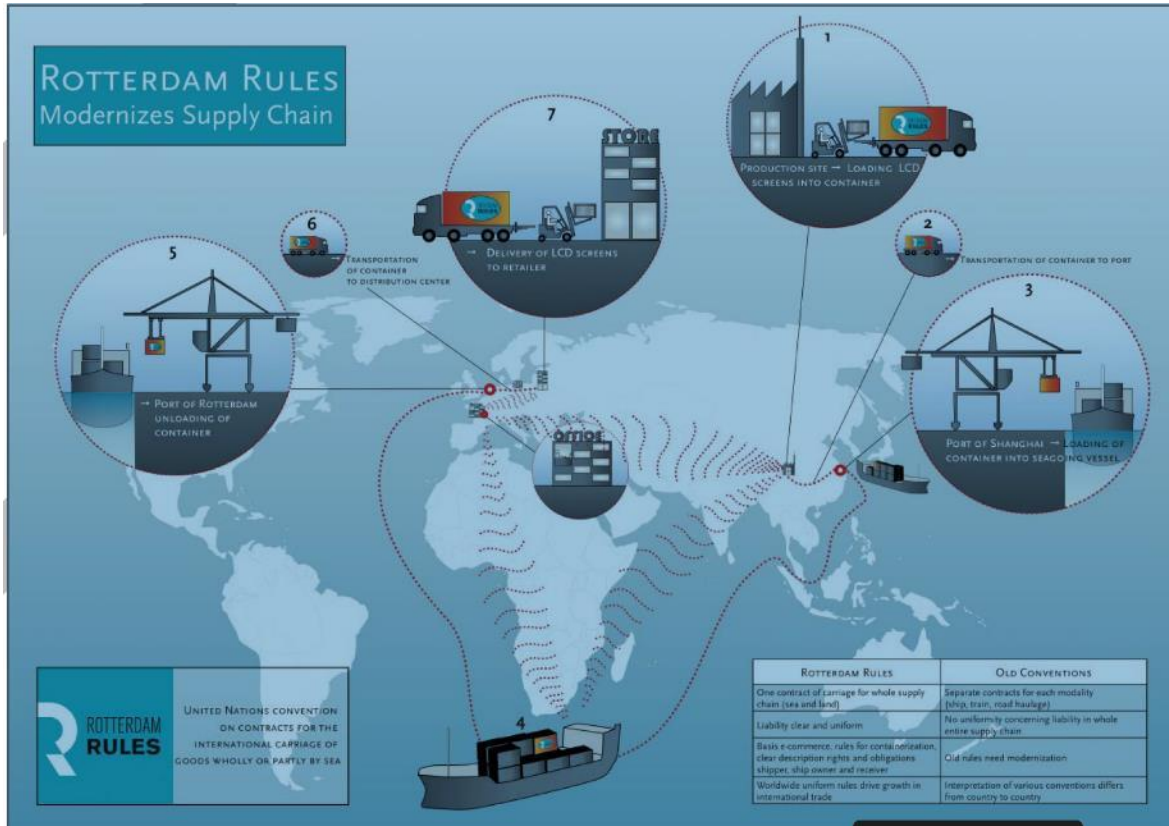 ROTTERDAM RULES
Modernizes Supply Chain
1
PRODUCTION SITE → LOADING LCD
SCREENS INTO CONTAINER
2
→ TRANSPORTATION OF CONTAINER TO PORT
3
PORT OF SHANGHAI → LOADING OF
CONTAINER INTO SEAGOING VESSEL
4
5
→ PORT OF ROTTERDAM
UNLOADING OF
CONTAINER
6
→ TRANSPORTATION
OF CONTAINER
TO DISTRIBUTION CENTER
7
STORE
RULES
→ DELIVERY OF LCD SCREENS
TO RETAILER
OFFICE
ROTTERDAM
RULES
UNITED NATIONS CONVENTION
ON CONTRACTS FOR THE
INTERNATIONAL CARRIAGE OF
GOODS WHOLLY OR PARTLY BY SEA
ROTTERDAM RULES
OLD CONVENTIONS
One contract of carriage for whole supply
chain (sea and land)
Separate contracts for each modality
(ship, train, road haulage)
Liability clear and uniform
No uniformity concerning liability in whole
entire supply chain
Basis e-commerce, rules for containerization,
clear description rights and obligations
shipper, ship owner and receiver
Old rules need modernization
Worldwide uniform rules drive growth in
international trade
Interpretation of various conventions differs
from country to country